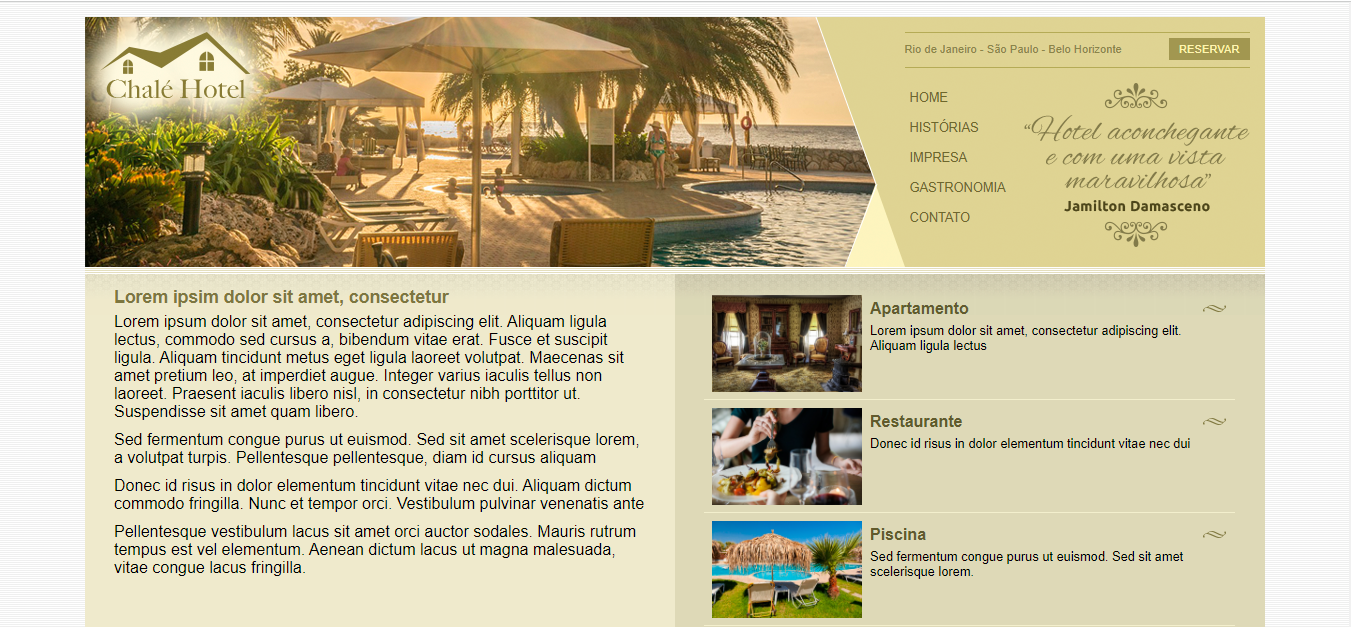 Chalé Hotel
Rio de Janeiro - São Paulo - Belo Horizonte
RESERVAR
HOME
HISTÓRIAS
IMPRESA
GASTRONOMIA
CONTATO
“Hotel aconchegante
e com uma vista
maravilhosa”
Jamilton Damasceno
Lorem ipsim dolor sit amet, consectetur
Lorem ipsum dolor sit amet, consectetur adipiscing elit. Aliquam ligula
lectus, commodo sed cursus a, bibendum vitae erat. Fusce et suscipit
ligula. Aliquam tincidunt metus eget ligula laoreet volutpat. Maecenas sit
amet pretium leo, at imperdiet augue. Integer varius iaculis tellus non
laoreet. Praesent iaculis libero nisl, in consectetur nibh porttitor ut.
Suspendisse sit amet quam libero.
Sed fermentum congue purus ut euismod. Sed sit amet scelerisque lorem,
a volutpat turpis. Pellentesque pellentesque, diam id cursus aliquam
Donec id risus in dolor elementum tincidunt vitae nec dui. Aliquam dictum
commodo fringilla. Nunc et tempor orci. Vestibulum pulvinar venenatis ante
Pellentesque vestibulum lacus sit amet orci auctor sodales. Mauris rutrum
tempus est vel elementum. Aenean dictum lacus ut magna malesuada,
vitae congue lacus fringilla.
Apartamento
Lorem ipsum dolor sit amet, consectetur adipiscing elit.
Aliquam ligula lectus
Restaurante
Donec id risus in dolor elementum tincidunt vitae nec dui
Piscina
Sed fermentum congue purus ut euismod. Sed sit amet
scelerisque lorem.